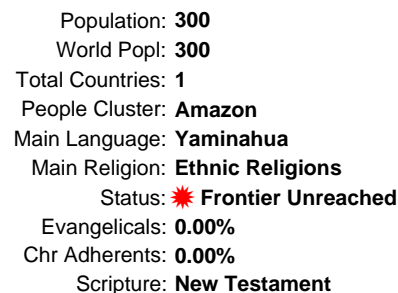 Population: 300
World Popl: 300
Total Countries: 1
People Cluster: Amazon
Main Language: Yaminahua
Main Religion: Ethnic Religions
Status: Frontier Unreached
Evangelicals: 0.00%
Chr Adherents: 0.00%
Scripture: New Testament